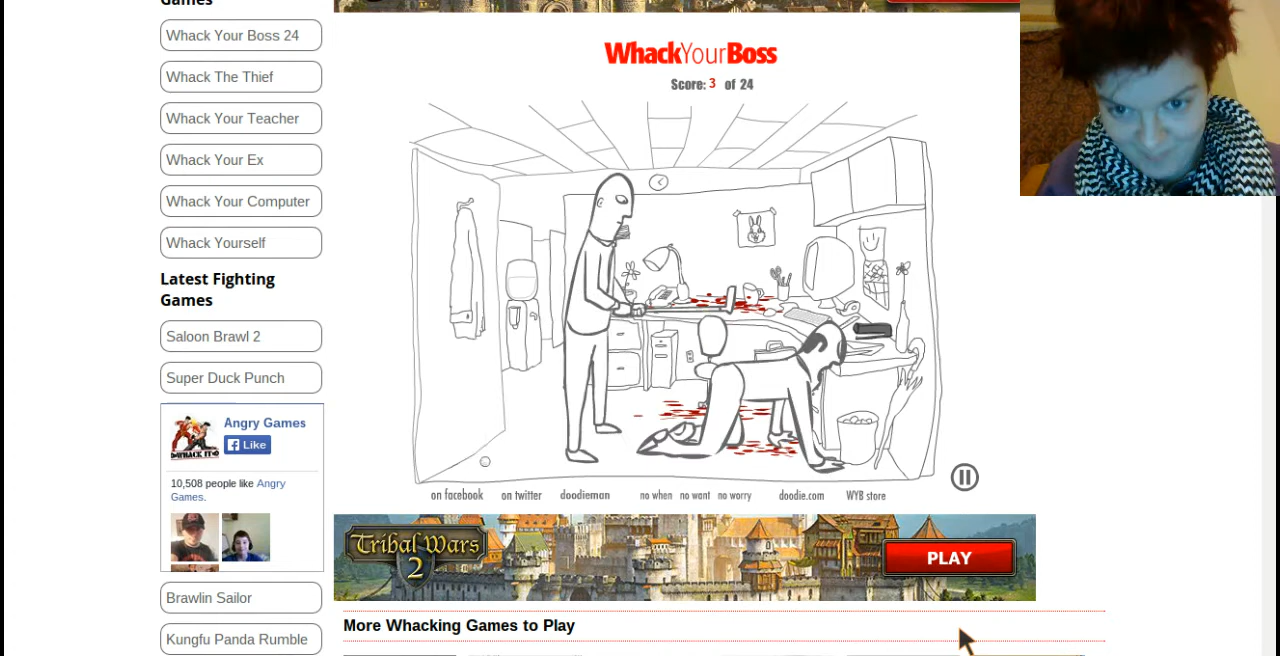 Games
Whack Your Boss 24
Whack The Thief
Whack Your Teacher
Whack Your Ex
Whack Your Computer
Whack Yourself
Latest Fighting
Games
Saloon Brawl 2
Super Duck Punch
Angry Games
Like
10,508 people like Angry
Games.
Brawlin Sailor
Kungfu Panda Rumble
WhackYourBoss
Score: 3 of 24
on facebook on twitter doodieman no when no want no worry doodie.com WYB store
Tribal Wars
2
PLAY
More Whacking Games to Play